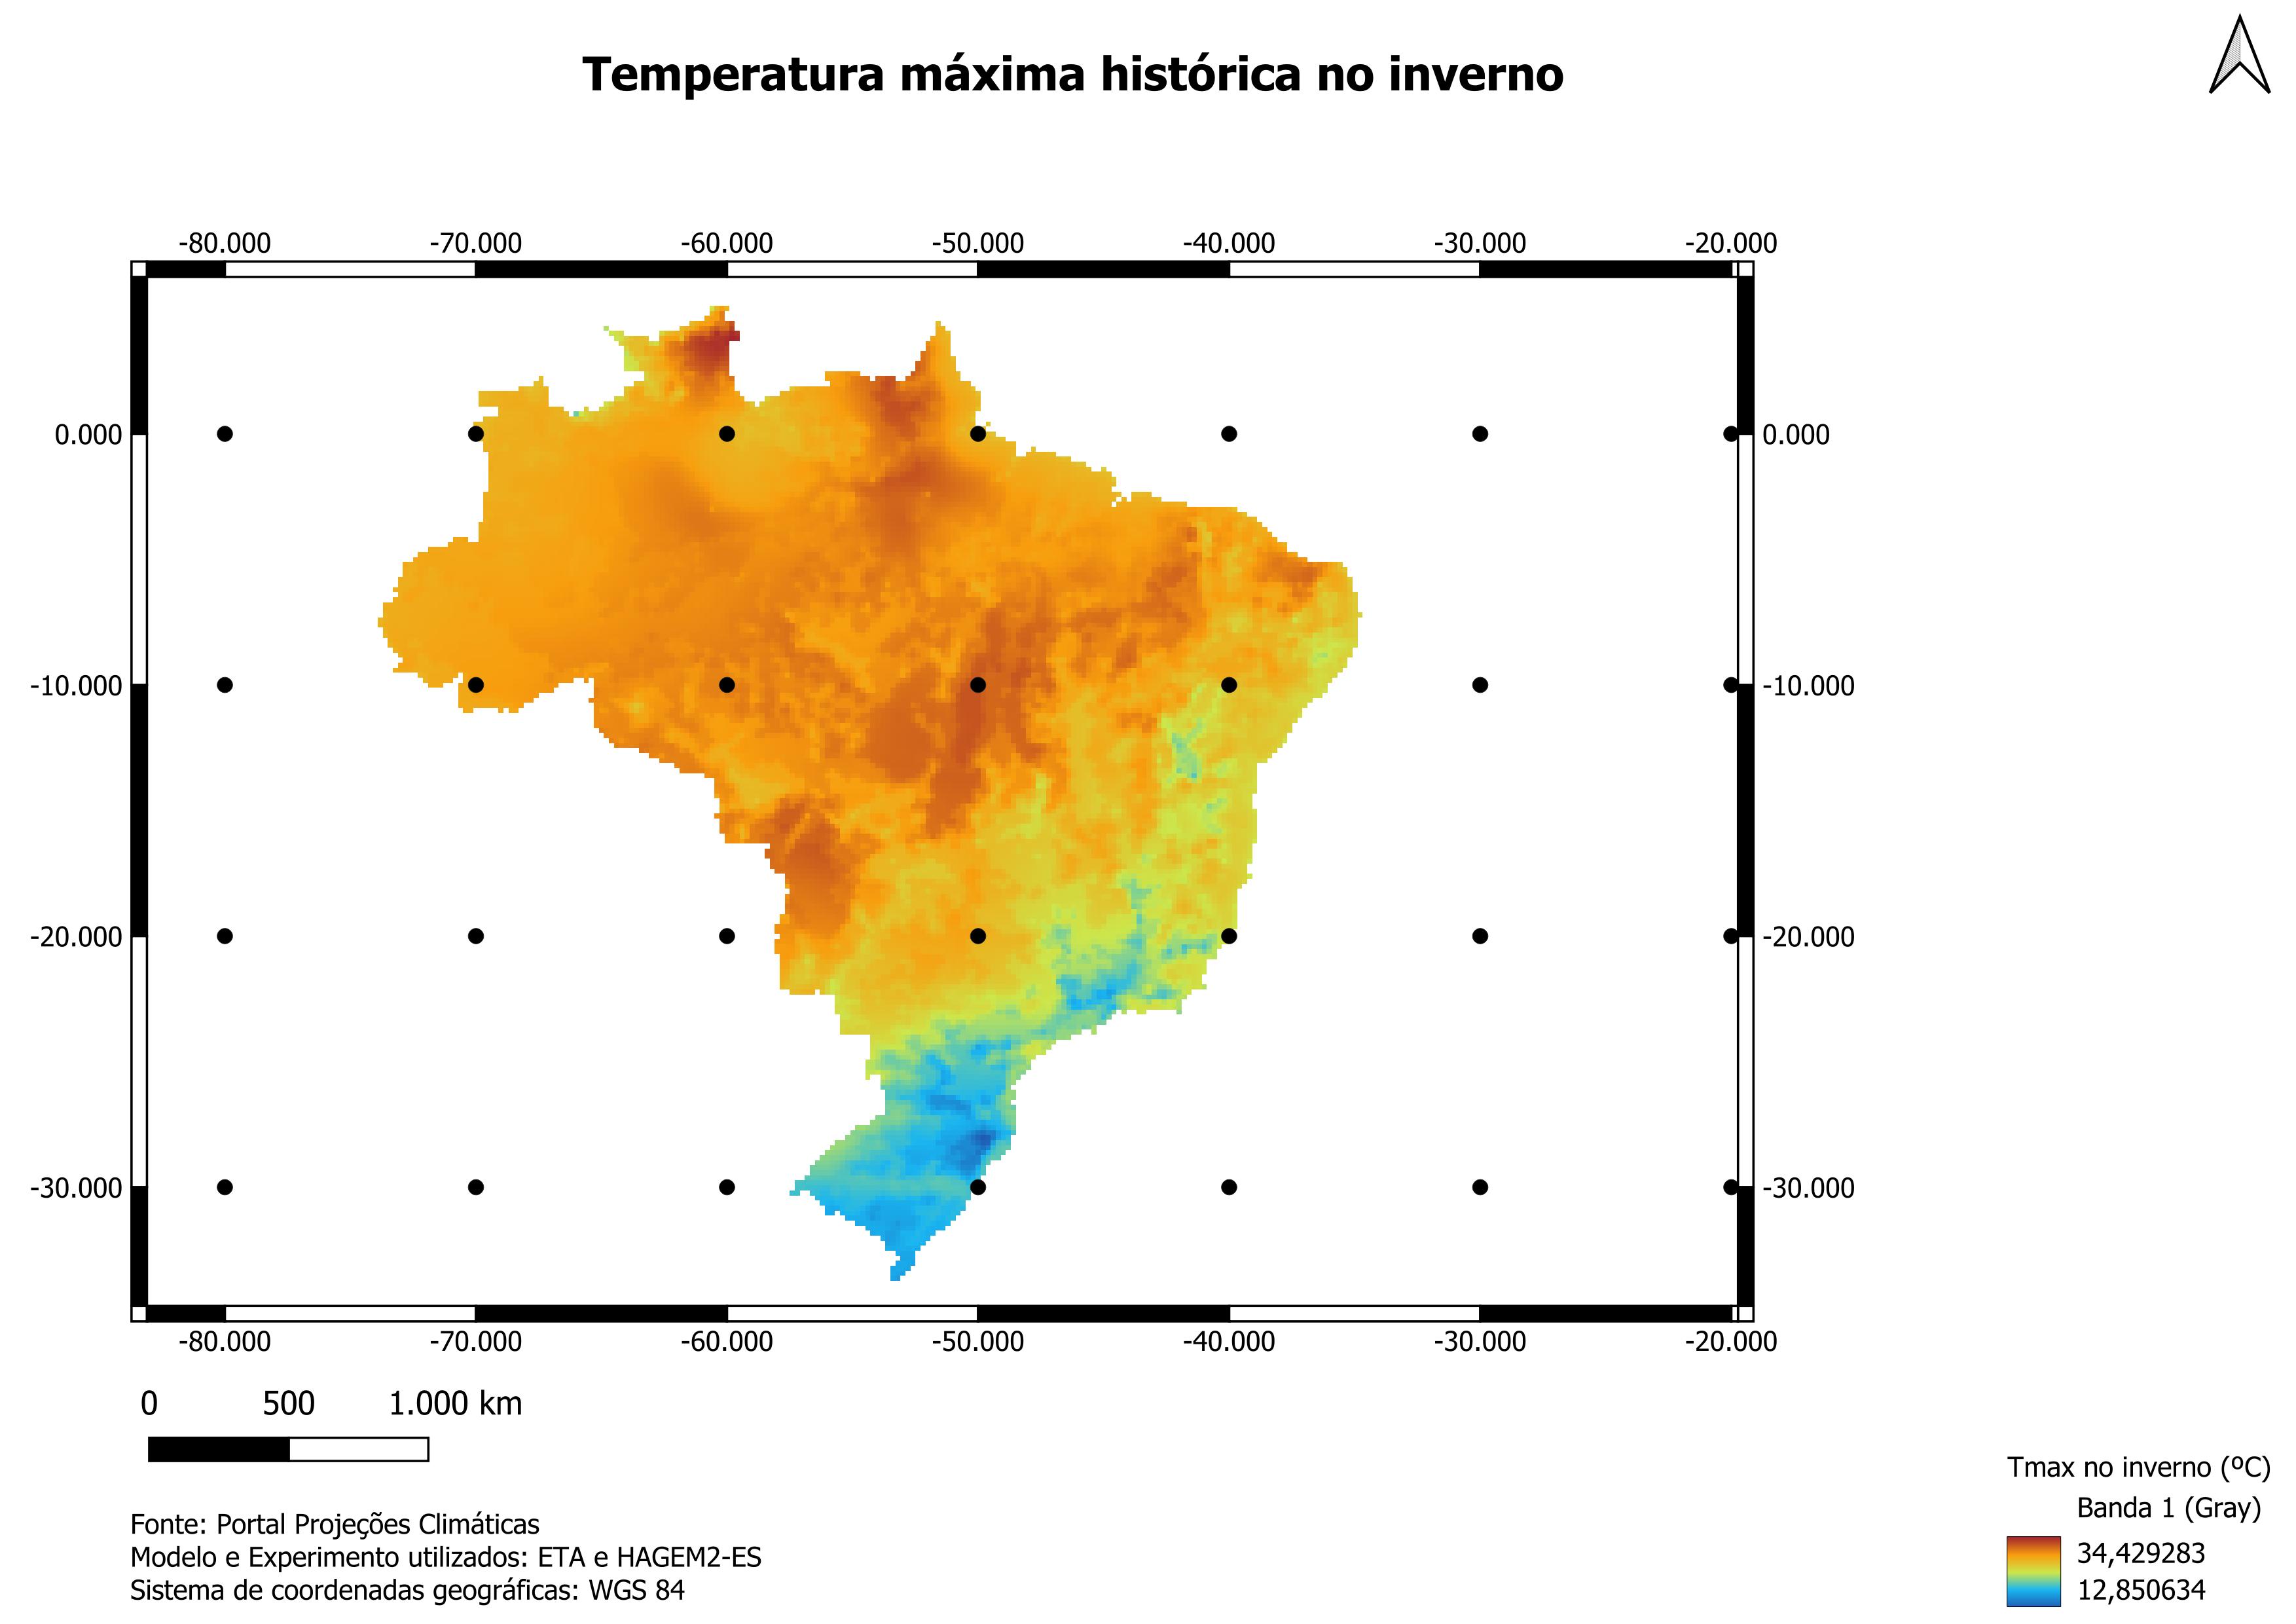 Temperatura máxima histórica no inverno
-80.000 -70.000 -60.000 -50.000 -40.000 -30.000 -20.000
0.000 0.000
-10.000 -10.000
-20.000 -20.000
-30.000 -30.000
-80.000 -70.000 -60.000 -50.000 -40.000 -30.000 -20.000
0 500 1.000 km
Fonte: Portal Projeções Climáticas
Modelo e Experimento utilizados: ETA e HAGEM2-ES
Sistema de coordenadas geográficas: WGS 84
Tmax no inverno (ºC)
Banda 1 (Gray)
34,429283
12,850634